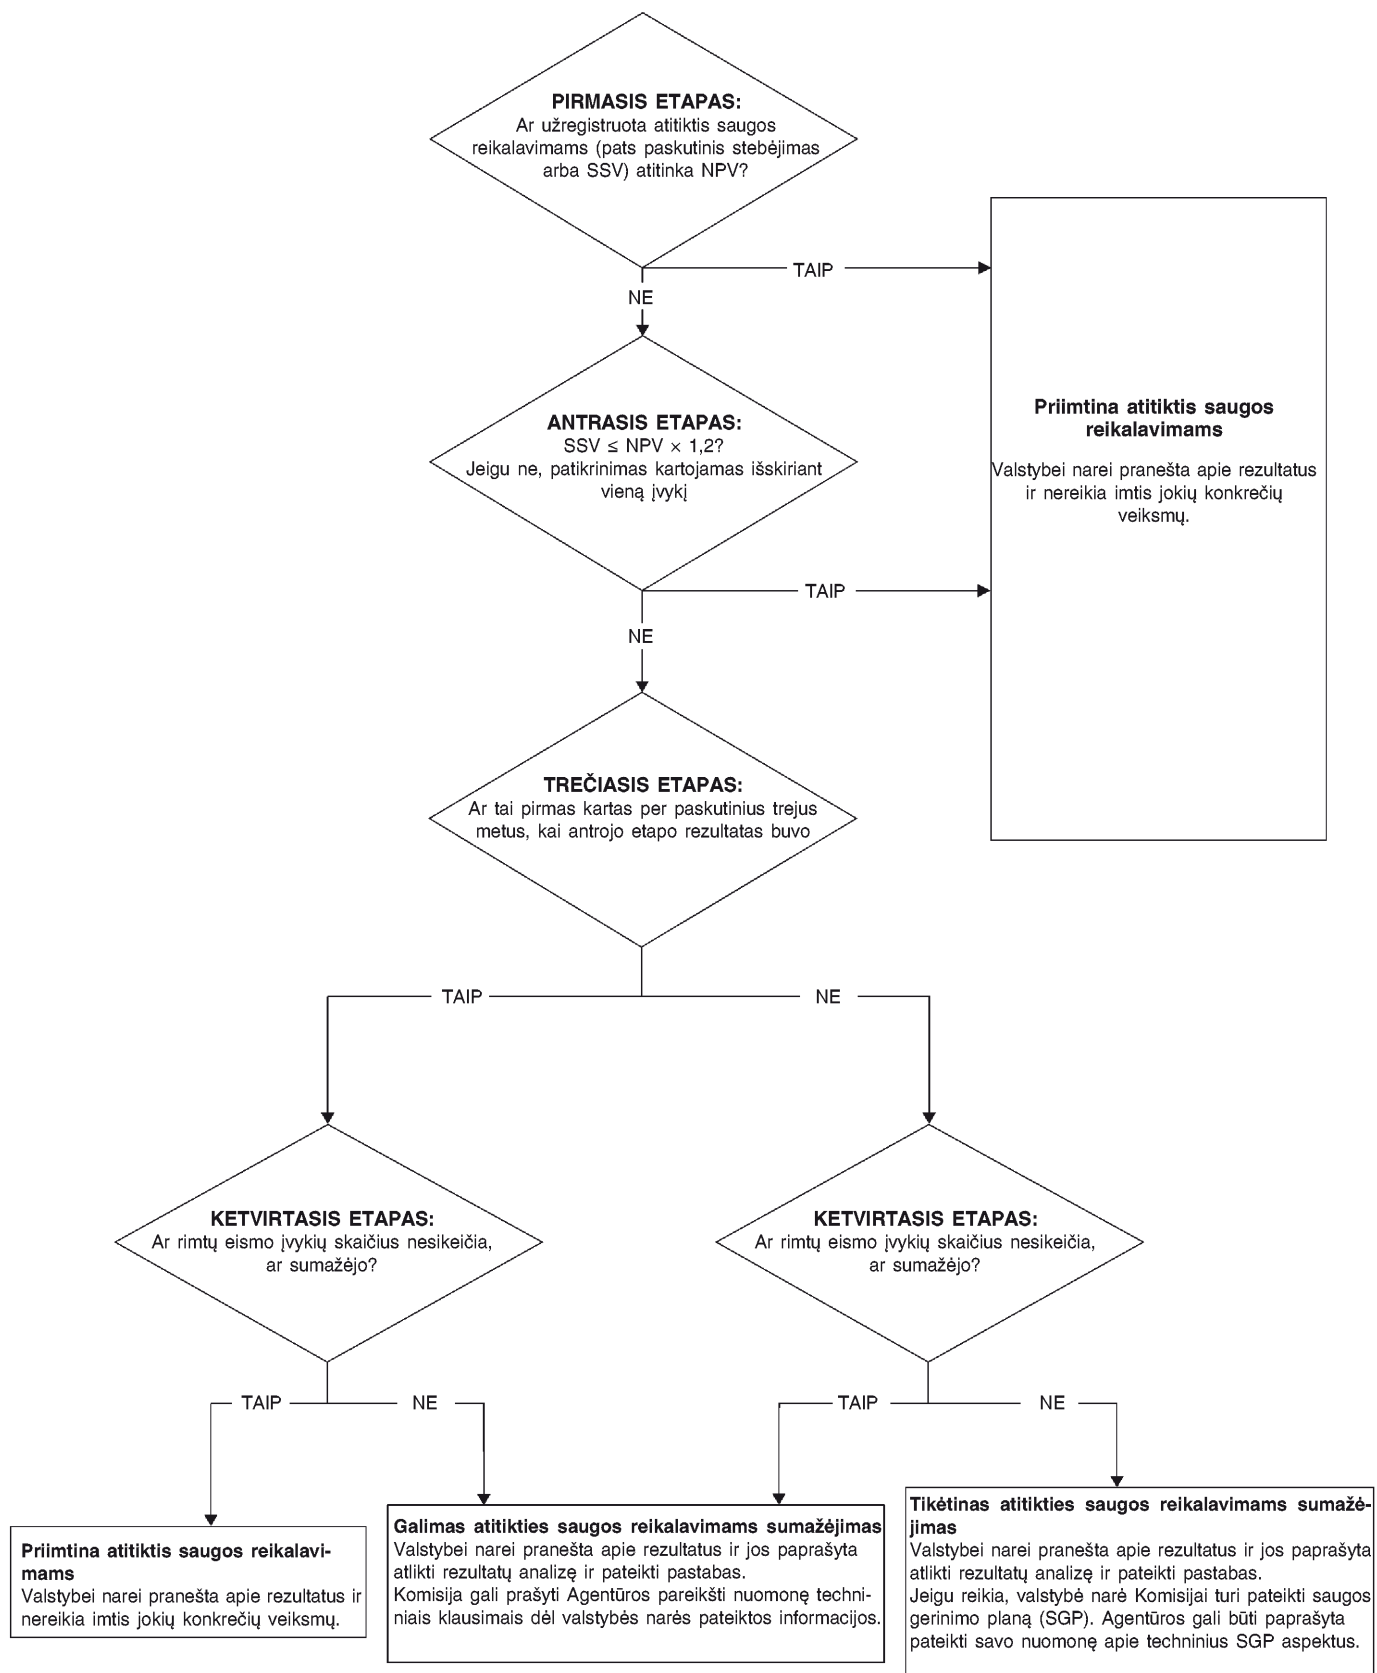 PIRMASIS ETAPAS:
Ar užregistruota atitiktis saugos
reikalavimams (pats paskutinis stebėjimas
arba SSV) atitinka NPV?
TAIP
NE
ANTRASIS ETAPAS:
SSV ≤ NPV × 1,2?
Jeigu ne, patikrinimas kartojamas išskiriant
vieną įvykį
Priimtina atitiktis saugos
reikalavimams
Valstybei narei pranešta apie rezultatus
ir nereikia imtis jokių konkrečių
veiksmų.
TAIP
NE
TREČIASIS ETAPAS:
Ar tai pirmas kartas per paskutinius trejus
metus, kai antrojo etapo rezultatas buvo
TAIP
NE
KETVIRTASIS ETAPAS:
Ar rimtų eismo įvykių skaičius nesikeičia,
ar sumažėjo?
KETVIRTASIS ETAPAS:
Ar rimtų eismo įvykių skaičius nesikeičia,
ar sumažėjo?
TAIP
NE
TAIP
NE
Priimtina atitiktis saugos reikalavi-
mams
Valstybei narei pranešta apie rezultatus ir
nereikia imtis jokių konkrečių veiksmų.
Galimas atitikties saugos reikalavimams sumažėjimas
Valstybei narei pranešta apie rezultatus ir jos paprašyta
atlikti rezultatų analizę ir pateikti pastabas.
Komisija gali prašyti Agentūros pareikšti nuomonę techni-
niais klausimais dėl valstybės narės pateiktos informacijos.
Tikėtinas atitikties saugos reikalavimams sumažė-
jimas
Valstybei narei pranešta apie rezultatus ir jos paprašyta
atlikti rezultatų analizę ir pateikti pastabas.
Jeigu reikia, valstybė narė Komisijai turi pateikti saugos
gerinimo planą (SGP). Agentūros gali būti paprašyta
pateikti savo nuomonę apie techninius SGP aspektus.